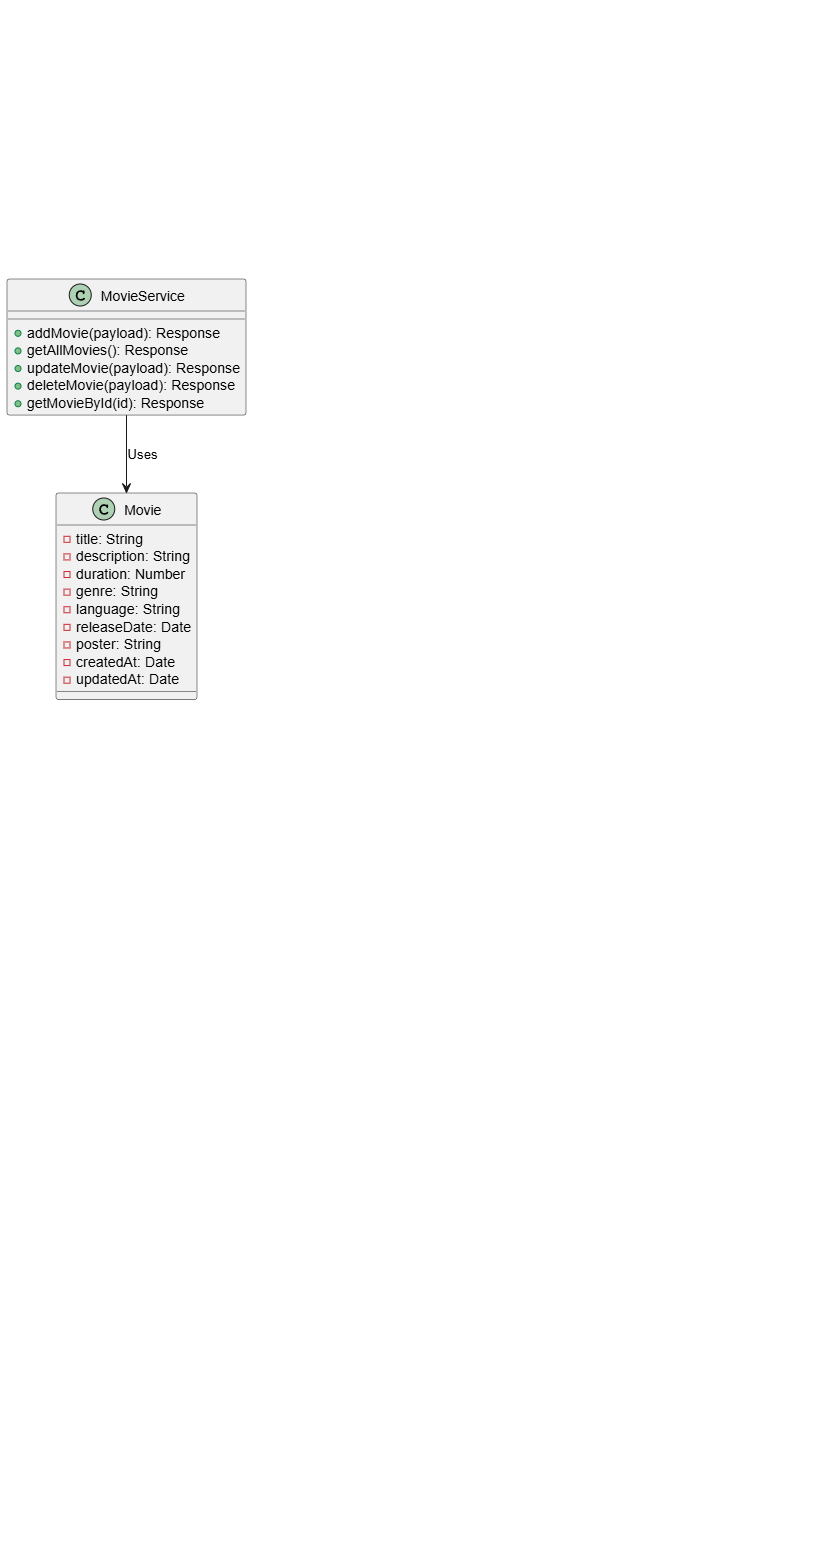 C MovieService
addMovie(payload): Response
getAllMovies(): Response
updateMovie(payload): Response
deleteMovie(payload): Response
getMovieById(id): Response
Uses
C Movie
title: String
description: String
duration: Number
genre: String
language: String
releaseDate: Date
poster: String
createdAt: Date
updatedAt: Date